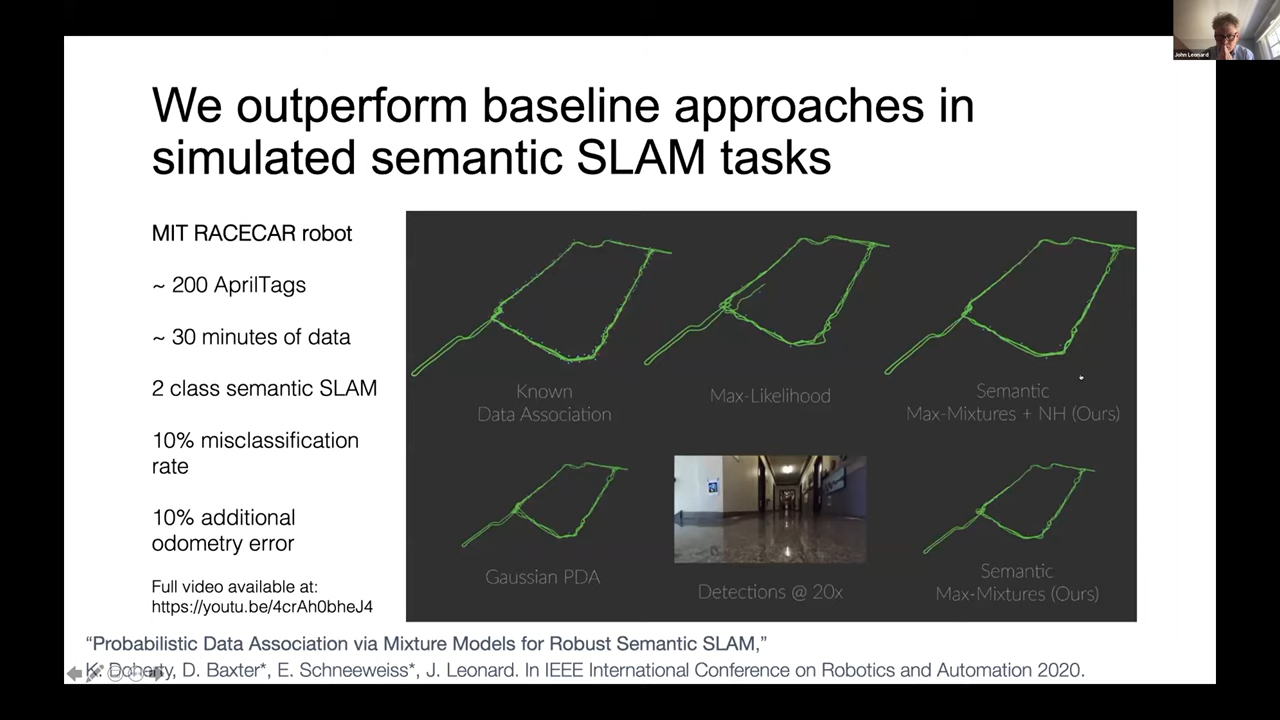 John Leonard
We outperform baseline approaches in
simulated semantic SLAM tasks
MIT RACECAR robot
~ 200 AprilTags
~ 30 minutes of data
2 class semantic SLAM
10% misclassification
rate
10% additional
odometry error
Full video available at:
https://youtu.be/4crAh0bheJ4
Known
Data Association
Max-Likelihood
Semantic
Max-Mixtures + NH (Ours)
Gaussian PDA
Detections @ 20x
Semantic
Max-Mixtures (Ours)
“Probabilistic Data Association via Mixture Models for Robust Semantic SLAM,”
K. Doherty, D. Baxter*, E. Schneeweiss*, J. Leonard. In IEEE International Conference on Robotics and Automation 2020.